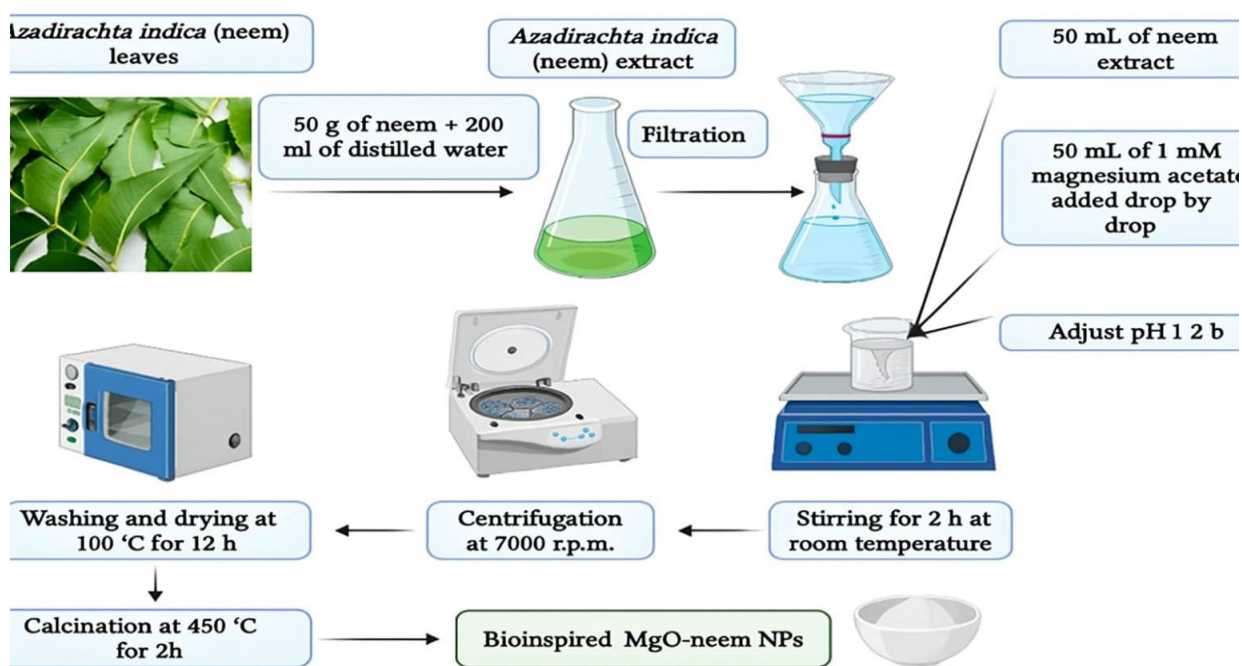 Azadirachta indica (neem)
leaves
50 g of neem + 200
ml of distilled water
Azadirachta indica
(neem) extract
Filtration
50 mL of neem
extract
50 mL of 1 mM
magnesium acetate
added drop by
drop
Adjust pH 1 2 b
Stirring for 2 h at
room temperature
Centrifugation
at 7000 r.p.m.
Washing and drying at
100 ‘C for 12 h
Calcination at 450 ‘C
for 2h
Bioinspired MgO-neem NPs